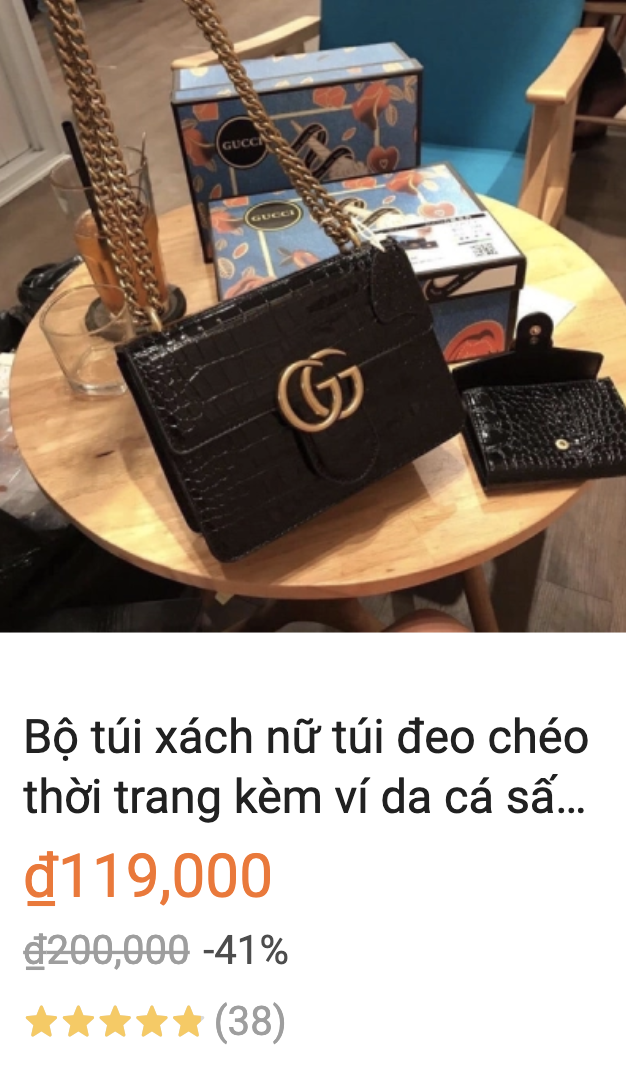 GUCCI
GUCCI
Bộ túi xách nữ túi đeo chéo
thời trang kèm ví da cá sấ...
₫119,000
₫200,000 -41%
(38)